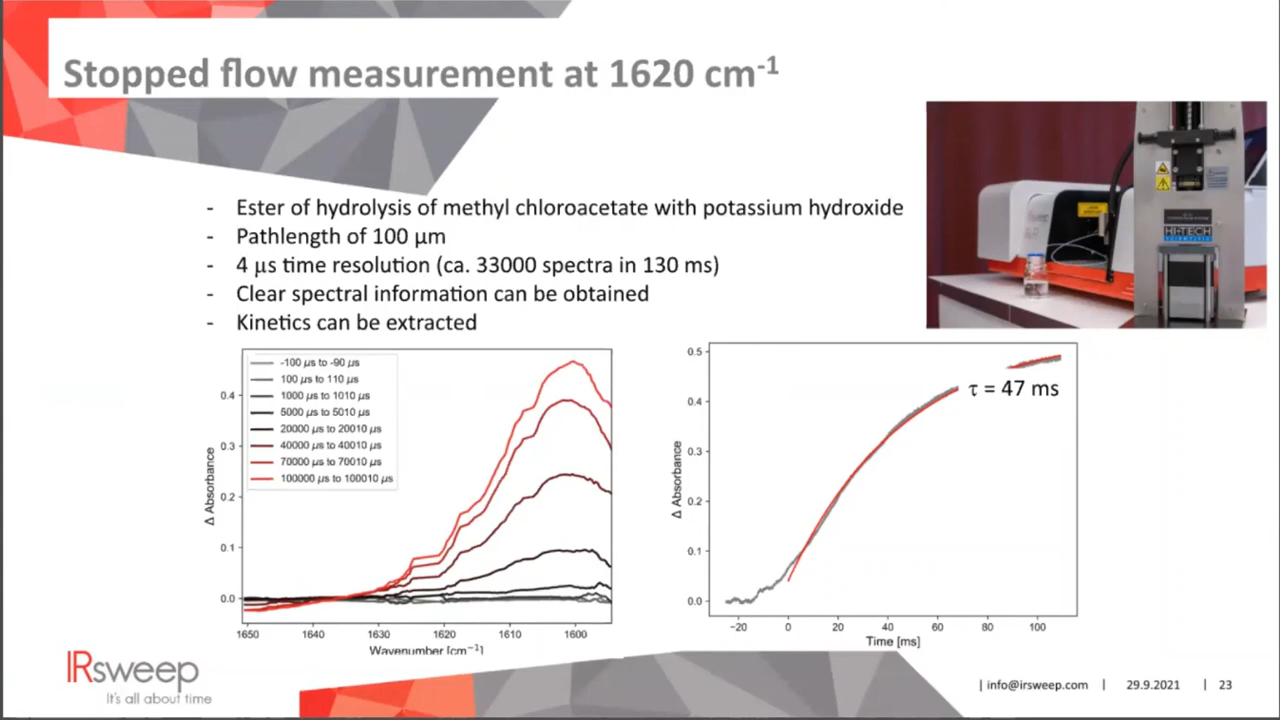 Stopped flow measurement at 1620 cm⁻¹
- Ester of hydrolysis of methyl chloroacetate with potassium hydroxide
- Pathlength of 100 µm
- 4 µs time resolution (ca. 33000 spectra in 130 ms)
- Clear spectral information can be obtained
- Kinetics can be extracted
IRsweep
HI-TECH
SCIENTIFIC
-100 µs to -90 µs
100 µs to 110 µs
1000 µs to 1010 µs
5000 µs to 5010 µs
20000 µs to 20010 µs
40000 µs to 40010 µs
70000 µs to 70010 µs
100000 µs to 100010 µs
0.4
0.3
0.2
0.1
0.0
Δ Absorbance
1650 1640 1630 1620 1610 1600
Wavenumber [cm⁻¹]
τ = 47 ms
0.5
0.4
0.3
0.2
0.1
0.0
Δ Absorbance
−20 0 20 40 60 80 100
Time [ms]
IRsweep
It's all about time
| info@irsweep.com | 29.9.2021 | 23